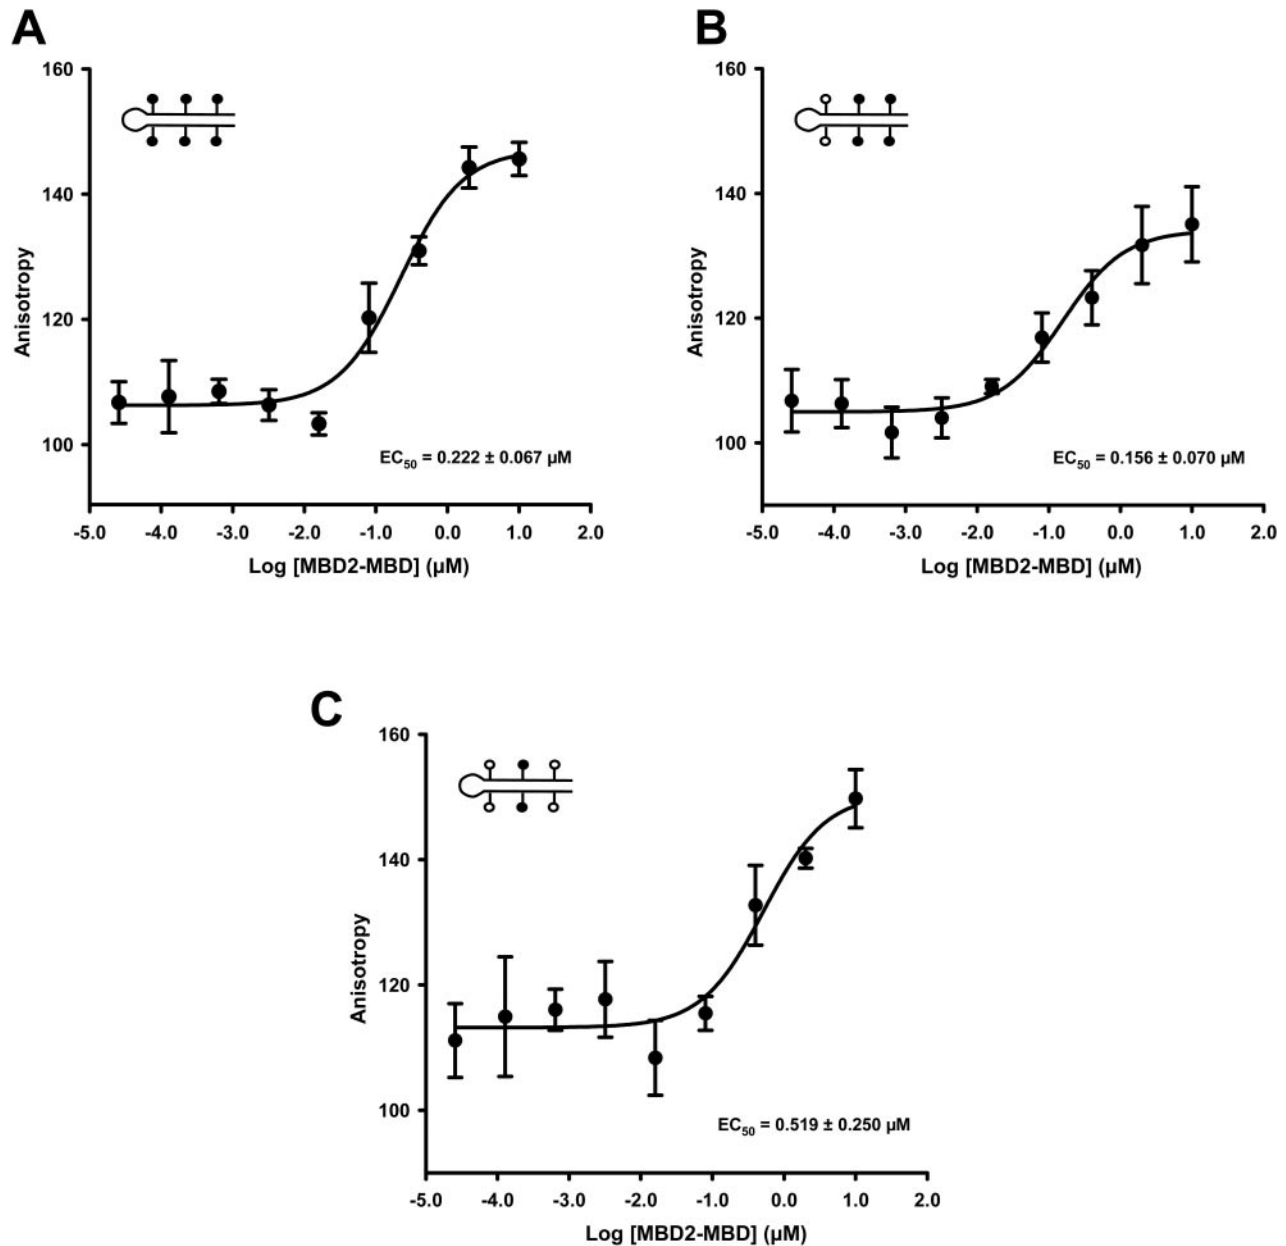 A
160
140
120
100
Anisotropy
EC50 = 0.222 ± 0.067 µM
-5.0 -4.0 -3.0 -2.0 -1.0 0.0 1.0 2.0
Log [MBD2-MBD] (µM)
B
160
140
120
100
Anisotropy
EC50 = 0.156 ± 0.070 µM
-5.0 -4.0 -3.0 -2.0 -1.0 0.0 1.0 2.0
Log [MBD2-MBD] (µM)
C
160
140
120
100
Anisotropy
EC50 = 0.519 ± 0.250 µM
-5.0 -4.0 -3.0 -2.0 -1.0 0.0 1.0 2.0
Log [MBD2-MBD] (µM)